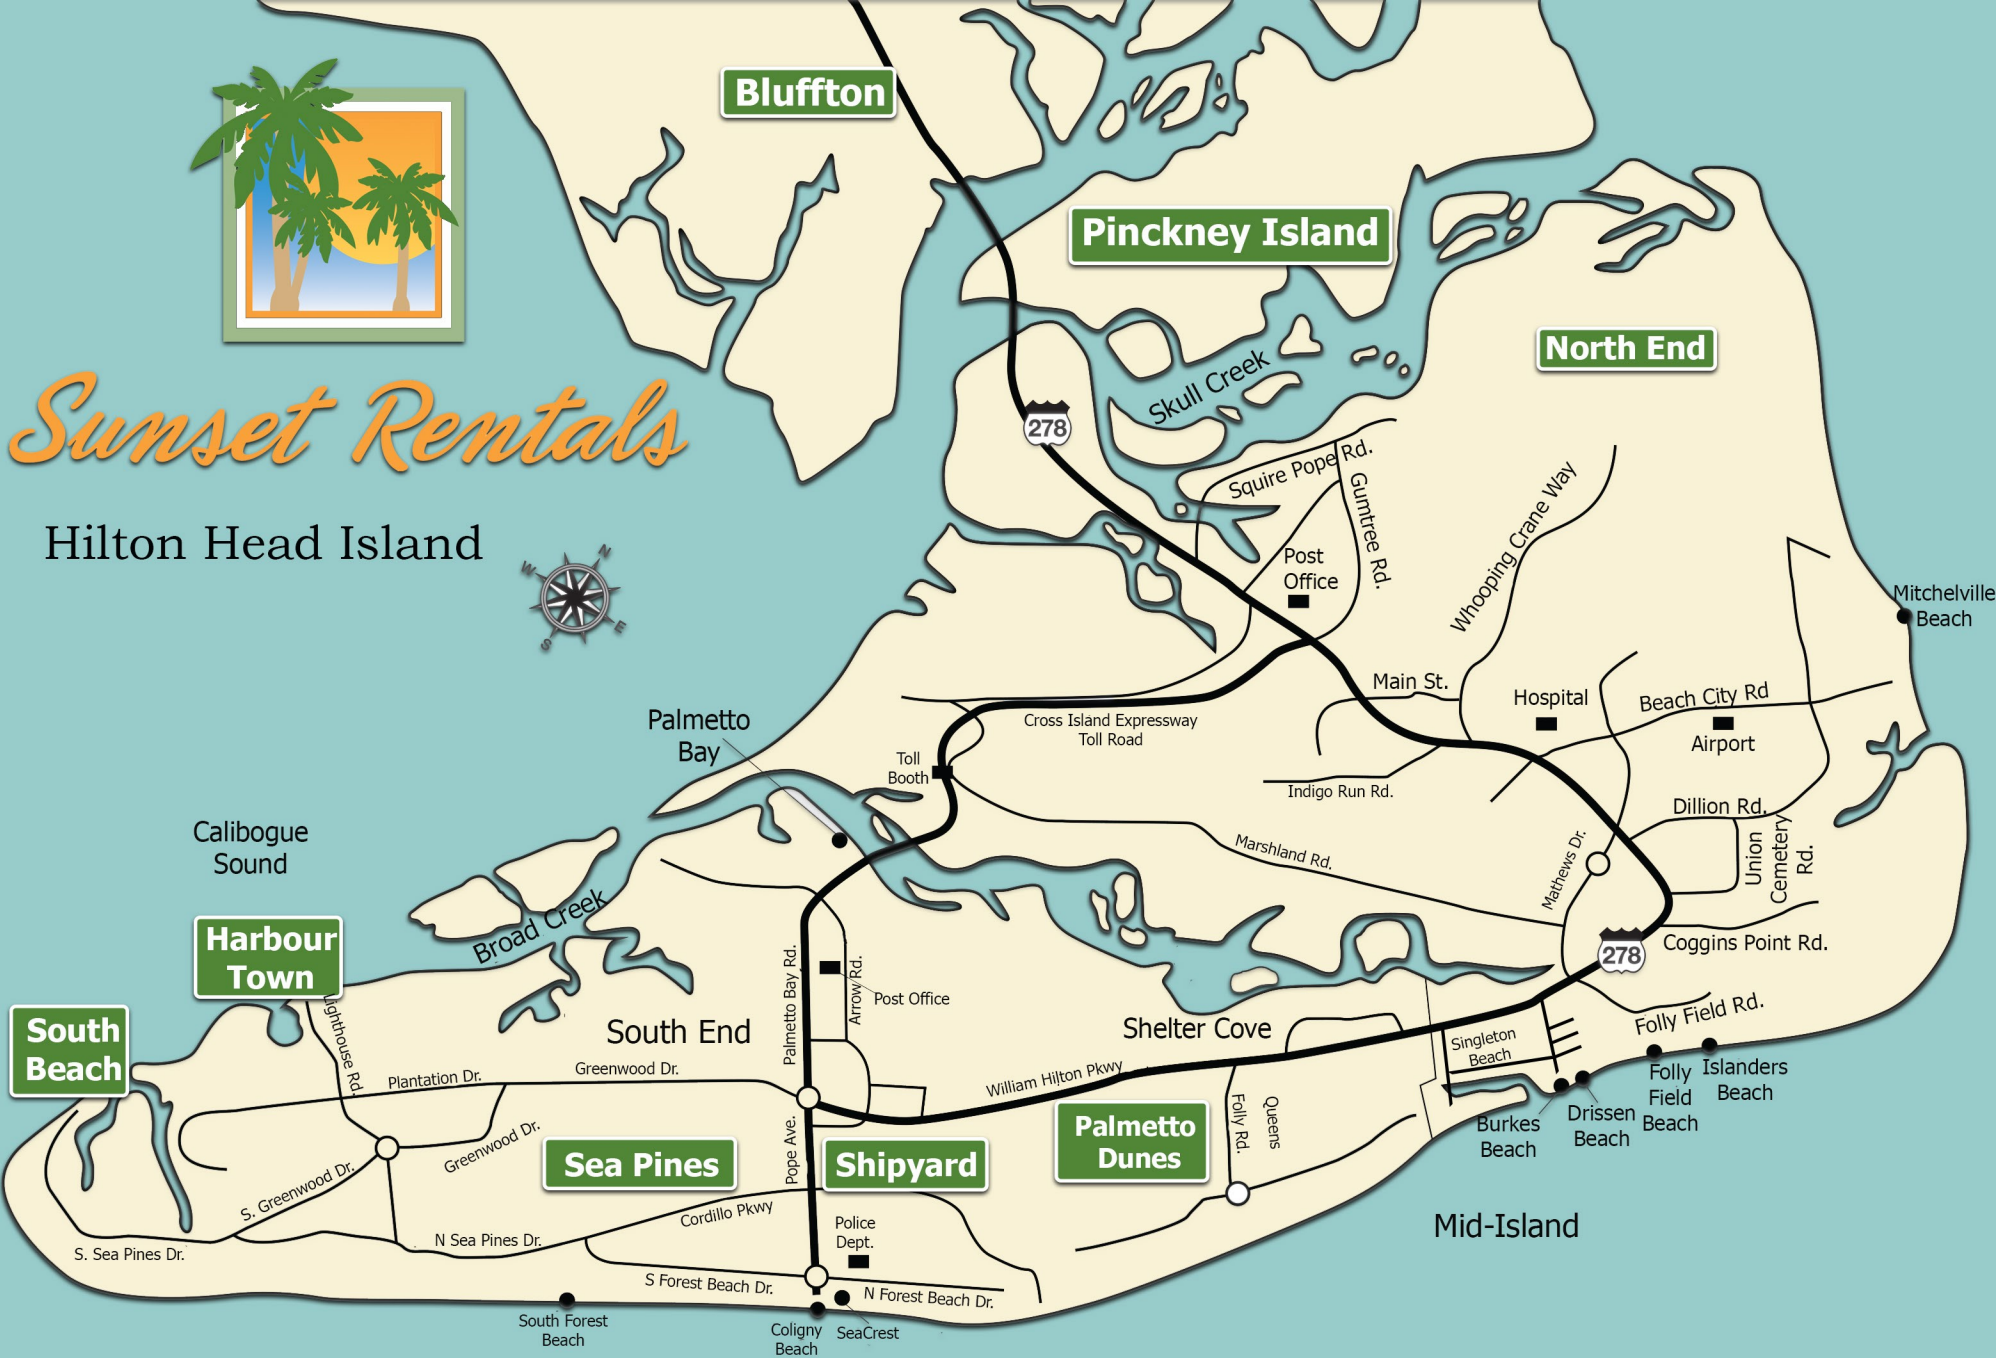 Bluffton
Pinckney Island
North End
Sunset Rentals
Hilton Head Island
N
W
E
S
278
Skull Creek
Squire Pope Rd.
Gumtree Rd.
Whooping Crane Way
Post
Office
Mitchelville
Beach
Main St.
Hospital
Beach City Rd
Airport
Palmetto
Bay
Cross Island Expressway
Toll Road
Toll
Booth
Indigo Run Rd.
Dillion Rd.
Union
Cemetery
Rd.
Calibogue
Sound
Marshland Rd.
Mathews Dr.
Broad Creek
Harbour
Town
278
Coggins Point Rd.
Palmetto Bay Rd.
Arrow Rd.
Post Office
South
Beach
Lighthouse Rd.
South End
Shelter Cove
Singleton
Beach
Folly Field Rd.
Plantation Dr.
Greenwood Dr.
William Hilton Pkwy
Folly
Field
Beach
Islanders
Beach
Burkes
Beach
Drissen
Beach
Palmetto
Dunes
Folly Rd.
Queens
Greenwood Dr.
Sea Pines
Pope Ave.
Shipyard
S. Greenwood Dr.
Cordillo Pkwy
Police
Dept.
Mid-Island
S. Sea Pines Dr.
N Sea Pines Dr.
S Forest Beach Dr.
N Forest Beach Dr.
South Forest
Beach
Coligny
Beach
SeaCrest